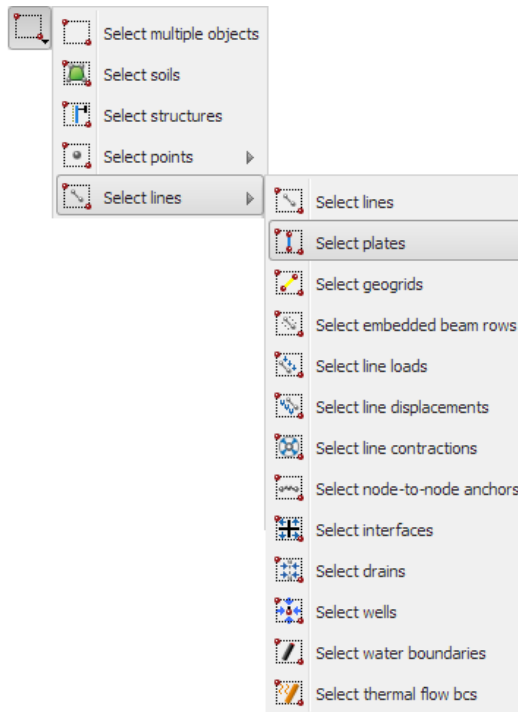 Select multiple objects
Select soils
Select structures
Select points
Select lines
Select lines
Select plates
Select geogrids
Select embedded beam rows
Select line loads
Select line displacements
Select line contractions
Select node-to-node anchors
Select interfaces
Select drains
Select wells
Select water boundaries
Select thermal flow bcs